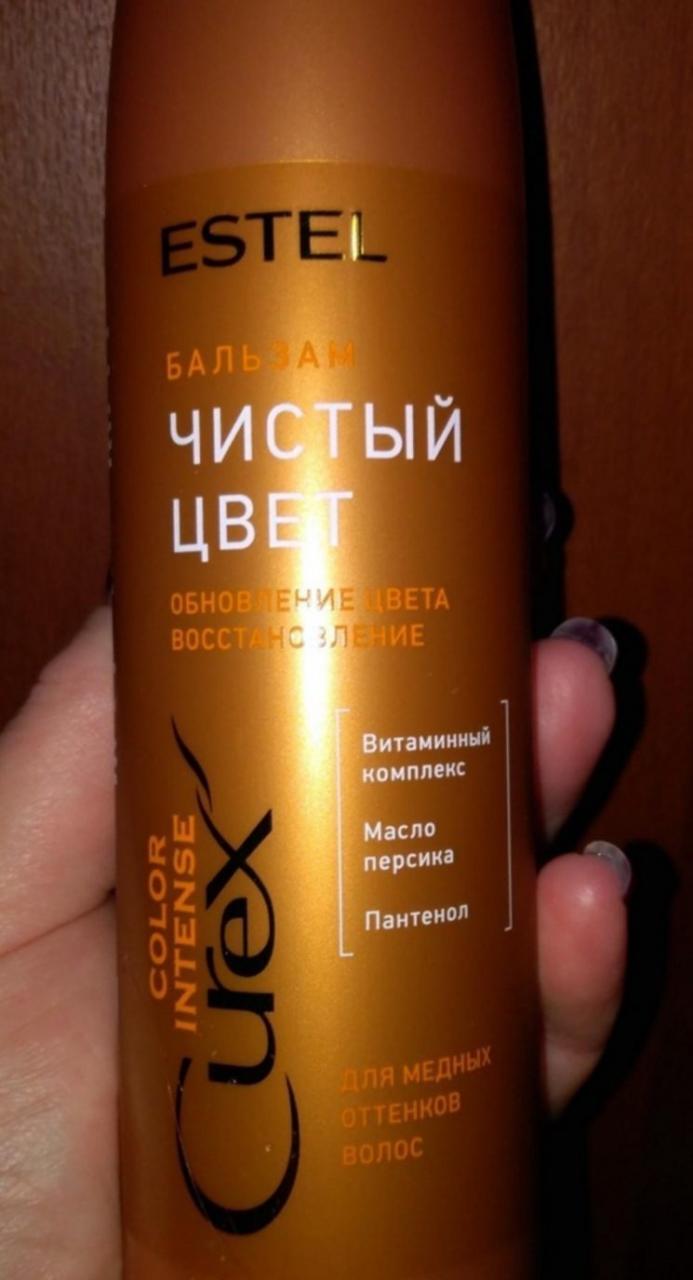 ESTEL
БАЛЬЗАМ
ЧИСТЫЙ
ЦВЕТ
ОБНОВЛЕНИЕ ЦВЕТА
ВОССТАНОВЛЕНИЕ
Витаминный
комплекс
Масло
персика
Пантенол
COLOR
INTENSE
Curex
ДЛЯ МЕДНЫХ
ОТТЕНКОВ
ВОЛОС